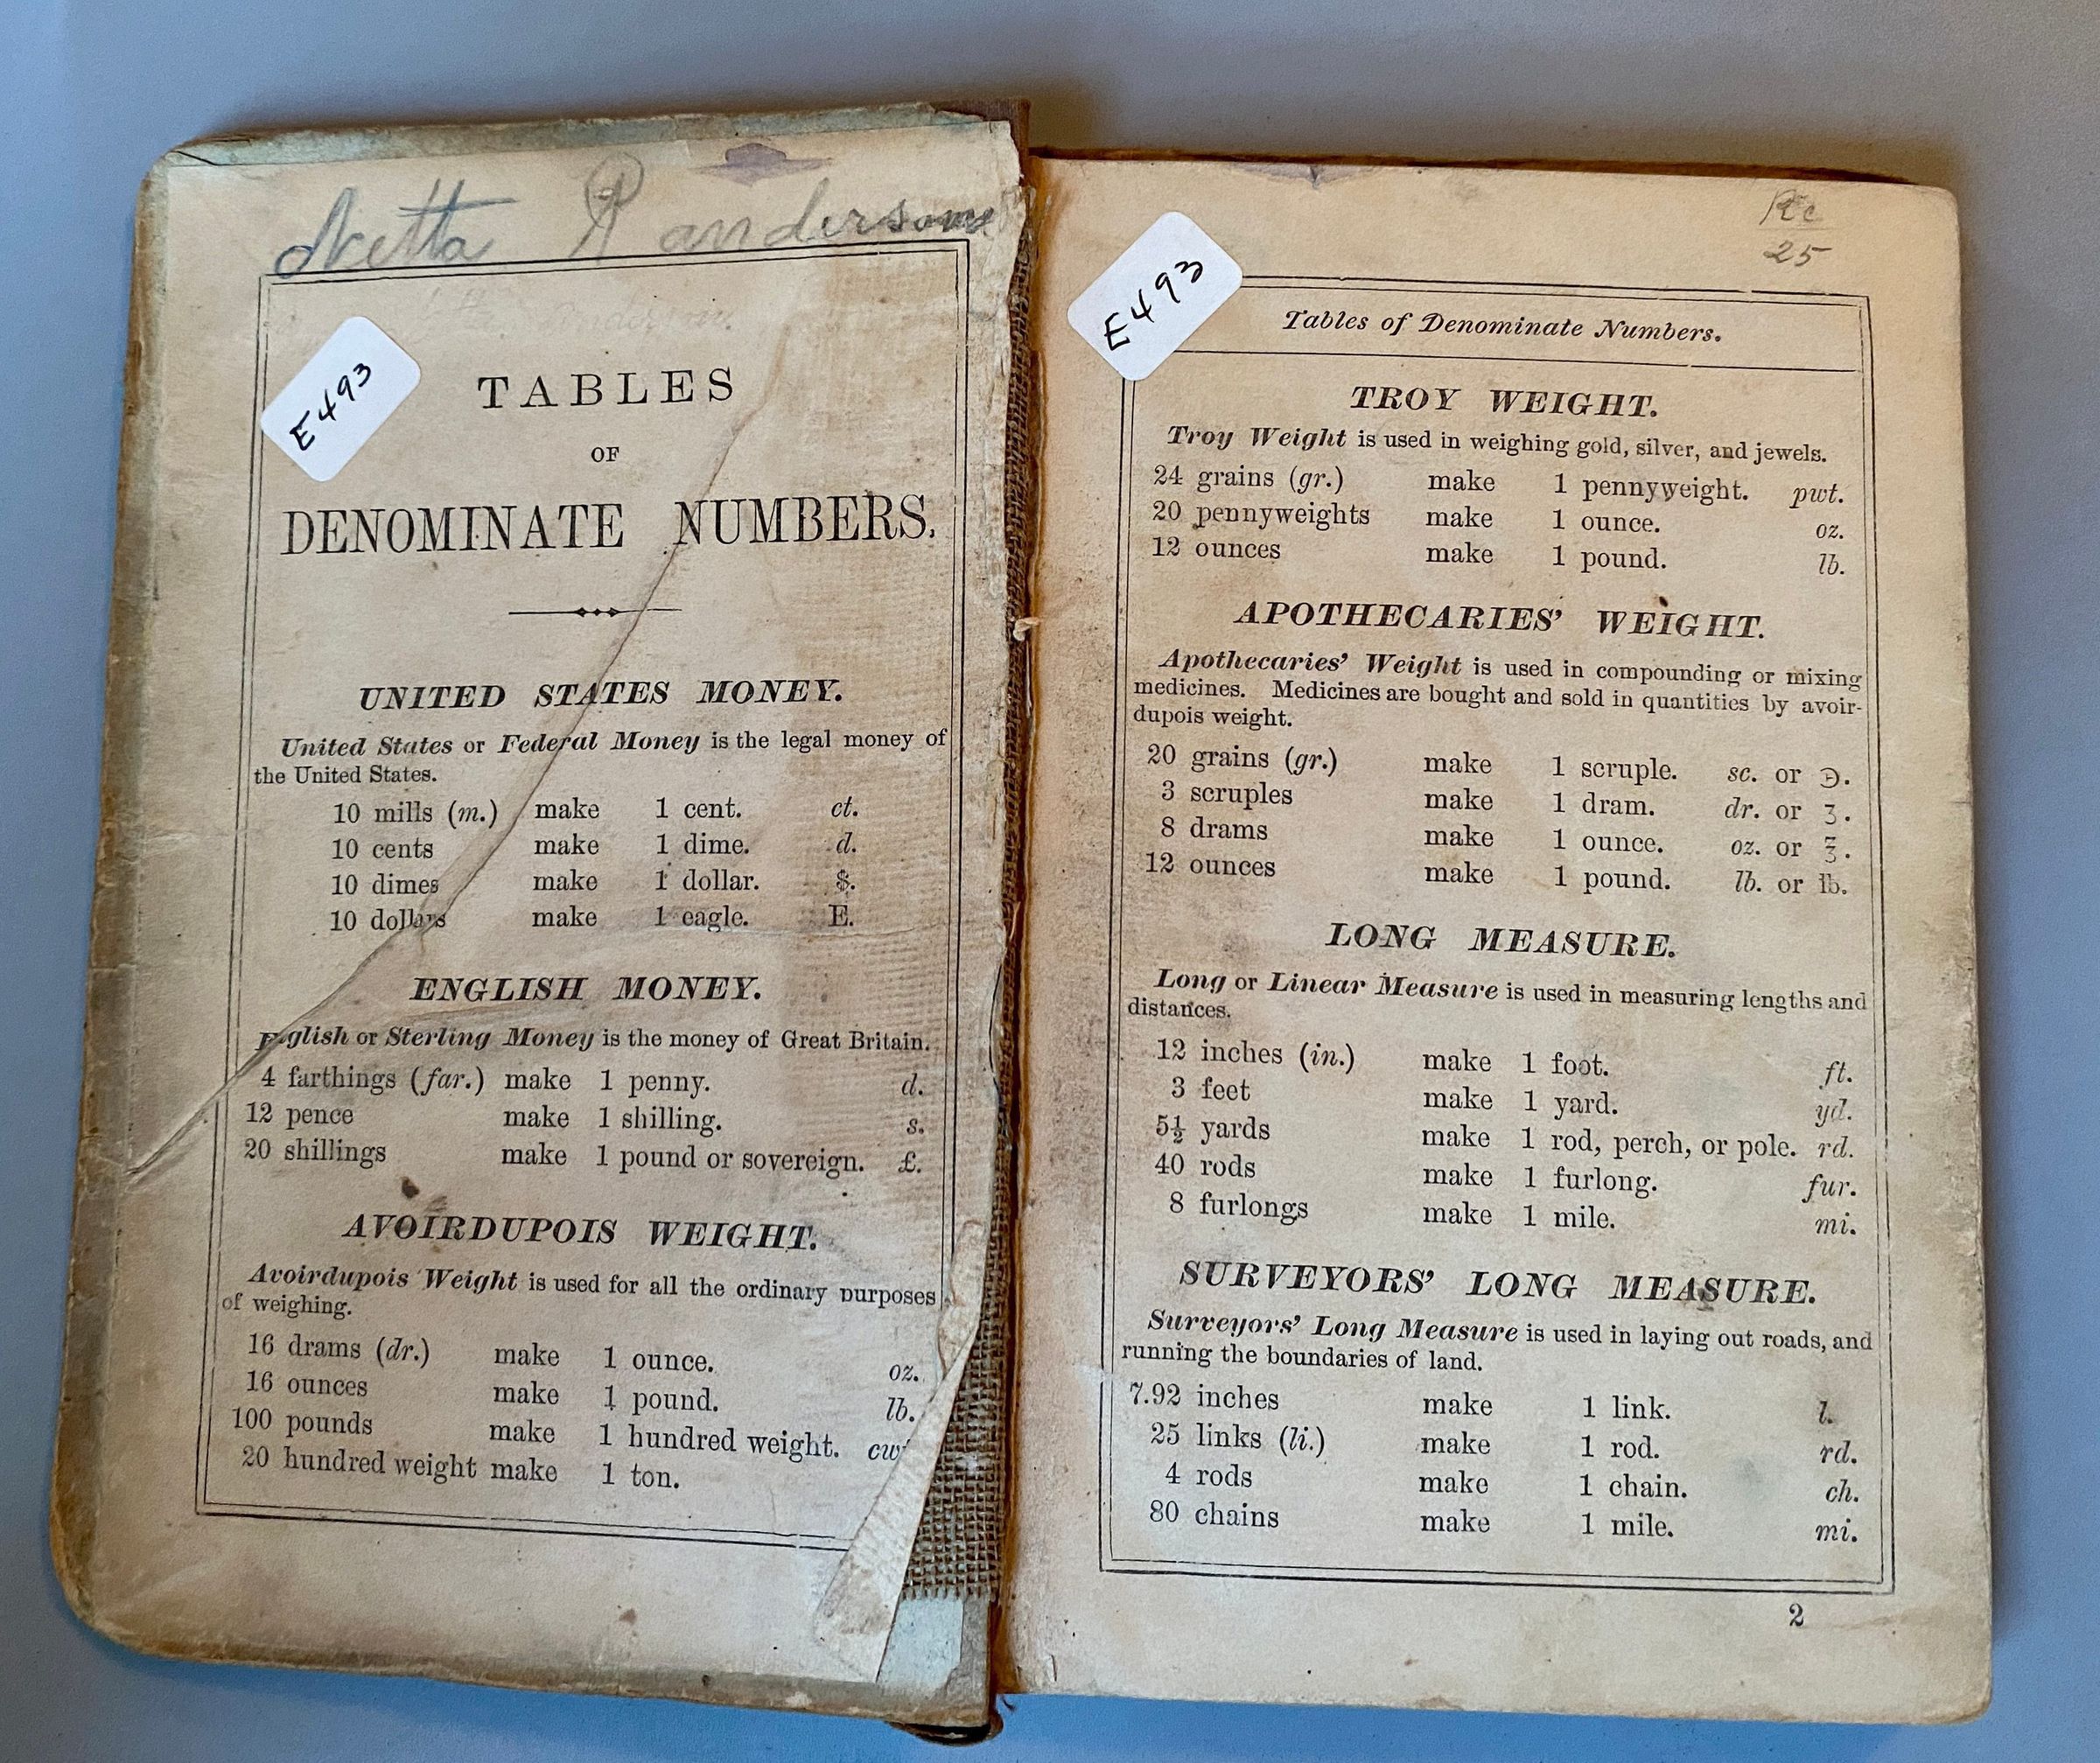 Netta R andersons
E493
TABLES
OF
DENOMINATE NUMBERS.
UNITED STATES MONEY.
United States or Federal Money is the legal money of
the United States.
10 mills (m.) make 1 cent. ct.
10 cents make 1 dime. d.
10 dimes make 1 dollar. $.
10 dollars make 1 eagle. E.
ENGLISH MONEY.
English or Sterling Money is the money of Great Britain.
4 farthings (far.) make 1 penny. d.
12 pence make 1 shilling. s.
20 shillings make 1 pound or sovereign. £.
AVOIRDUPOIS WEIGHT.
Avoirdupois Weight is used for all the ordinary purposes
of weighing.
16 drams (dr.) make 1 ounce. oz.
16 ounces make 1 pound. lb.
100 pounds make 1 hundred weight. cwt
20 hundred weight make 1 ton.
25
E493
Tables of Denominate Numbers.
TROY WEIGHT.
Troy Weight is used in weighing gold, silver, and jewels.
24 grains (gr.) make 1 pennyweight. pwt.
20 pennyweights make 1 ounce. oz.
12 ounces make 1 pound. lb.
APOTHECARIES' WEIGHT.
Apothecaries' Weight is used in compounding or mixing
medicines. Medicines are bought and sold in quantities by avoir-
dupois weight.
20 grains (gr.) make 1 scruple. sc. or ℈.
3 scruples make 1 dram. dr. or ʒ.
8 drams make 1 ounce. oz. or ℥.
12 ounces make 1 pound. lb. or ℔.
LONG MEASURE.
Long or Linear Measure is used in measuring lengths and
distances.
12 inches (in.) make 1 foot. ft.
3 feet make 1 yard. yd.
5½ yards make 1 rod, perch, or pole. rd.
40 rods make 1 furlong. fur.
8 furlongs make 1 mile. mi.
SURVEYORS' LONG MEASURE.
Surveyors' Long Measure is used in laying out roads, and
running the boundaries of land.
7.92 inches make 1 link. l.
25 links (li.) make 1 rod. rd.
4 rods make 1 chain. ch.
80 chains make 1 mile. mi.
2